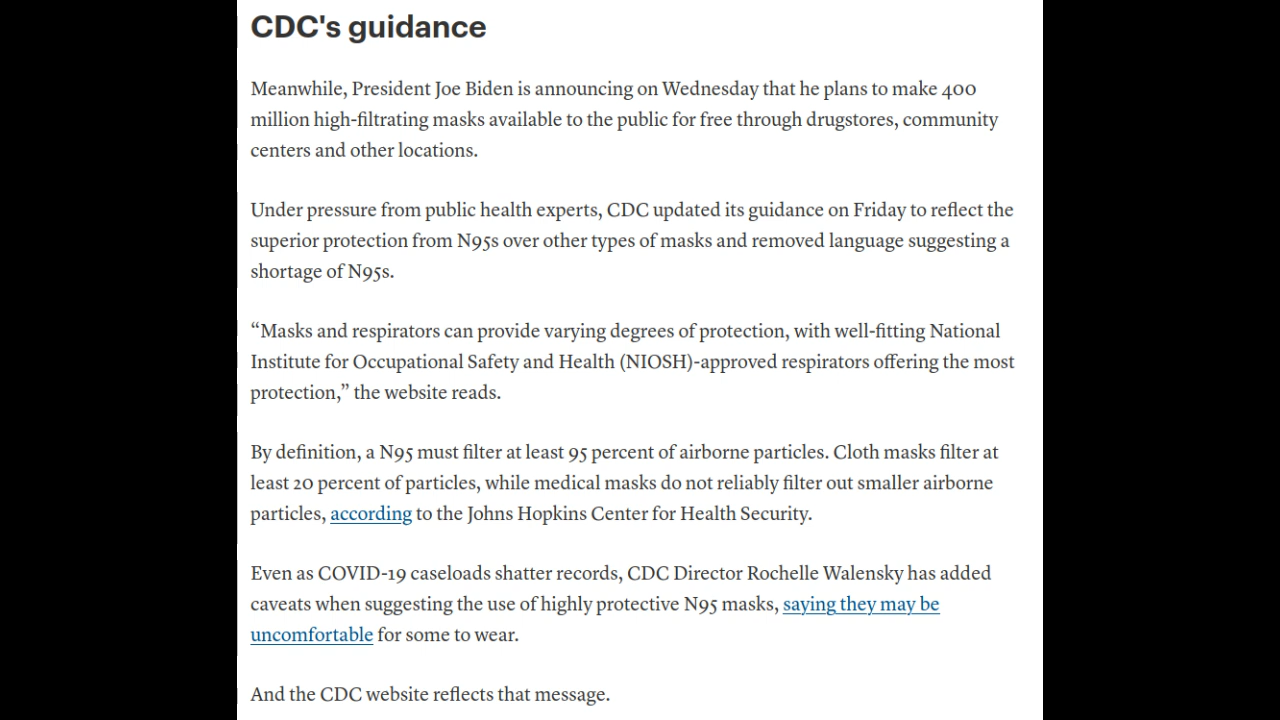 CDC's guidance
Meanwhile, President Joe Biden is announcing on Wednesday that he plans to make 400
million high-filtrating masks available to the public for free through drugstores, community
centers and other locations.
Under pressure from public health experts, CDC updated its guidance on Friday to reflect the
superior protection from N95s over other types of masks and removed language suggesting a
shortage of N95s.
“Masks and respirators can provide varying degrees of protection, with well-fitting National
Institute for Occupational Safety and Health (NIOSH)-approved respirators offering the most
protection,” the website reads.
By definition, a N95 must filter at least 95 percent of airborne particles. Cloth masks filter at
least 20 percent of particles, while medical masks do not reliably filter out smaller airborne
particles, according to the Johns Hopkins Center for Health Security.
Even as COVID-19 caseloads shatter records, CDC Director Rochelle Walensky has added
caveats when suggesting the use of highly protective N95 masks, saying they may be
uncomfortable for some to wear.
And the CDC website reflects that message.